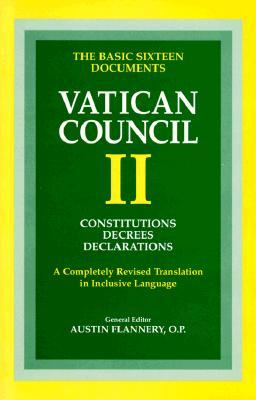 THE BASIC SIXTEEN
DOCUMENTS
VATICAN
COUNCIL
II
CONSTITUTIONS
DECREES
DECLARATIONS
A Completely Revised Translation
in Inclusive Language
General Editor
AUSTIN FLANNERY, O.P.